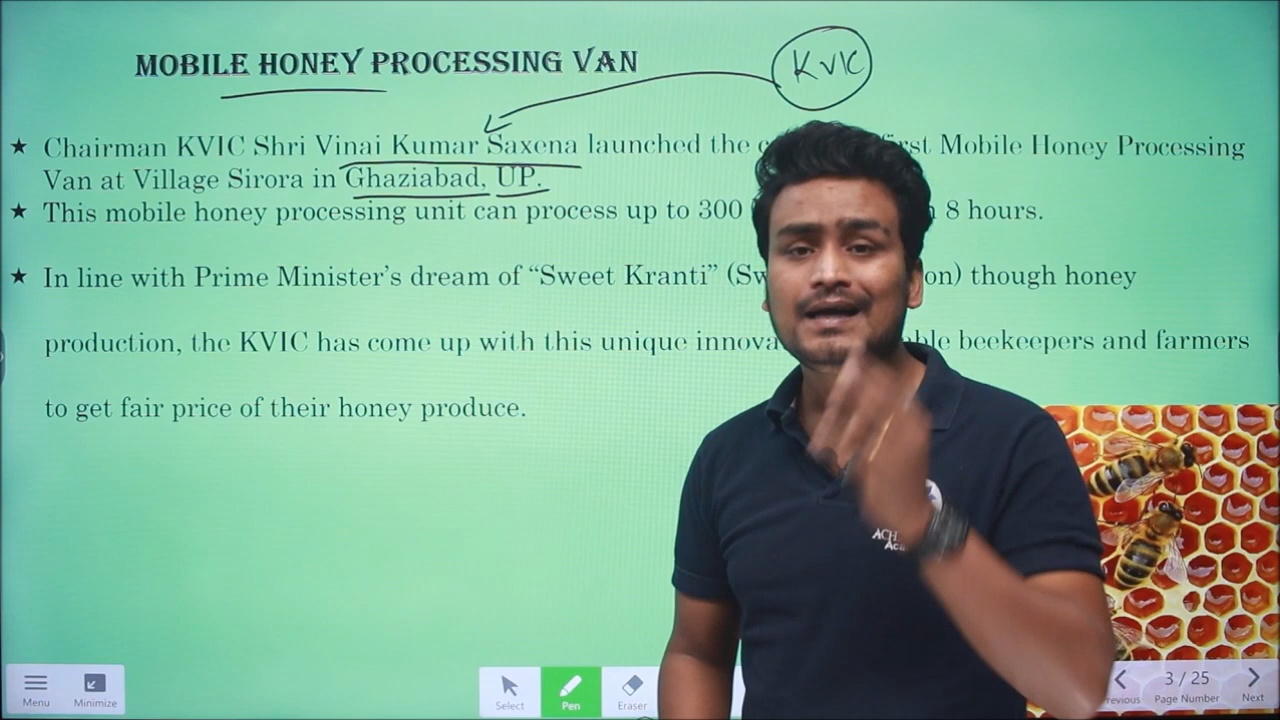 MOBILE HONEY PROCESSING VAN
KVIC
★ Chairman KVIC Shri Vinai Kumar Saxena launched the rst Mobile Honey Processing
Van at Village Sirora in Ghaziabad, UP.
★ This mobile honey processing unit can process up to 300 8 hours.
★ In line with Prime Minister's dream of “Sweet Kranti” (Sw on) though honey
production, the KVIC has come up with this unique innova ble beekeepers and farmers
to get fair price of their honey produce.
ACH
Menu
Minimize
Select
Pen
Eraser
3 / 25
revious
Page Number
Next